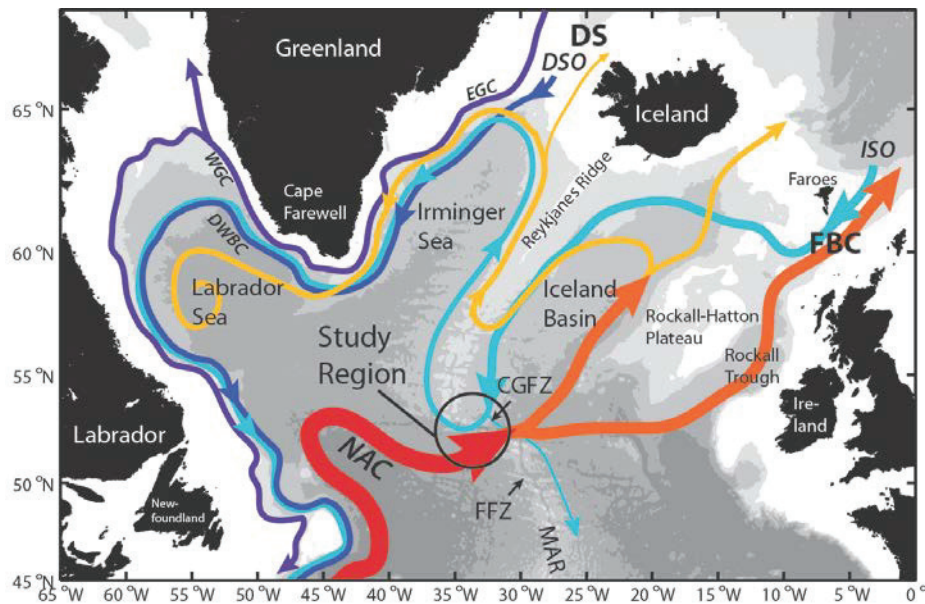 Greenland
DS
DSO
EGC
65 °N
Iceland
ISO
WGC
Cape
Farewell
Irminger
Sea
Reykjanes Ridge
Faroes
FBC
DWBC
60 °N
Labrador
Sea
Iceland
Basin
Rockall-Hatton
Plateau
Study
Region
Rockall
Trough
55 °N
CGFZ
Ire-
land
Labrador
NAC
50 °N
New-
foundland
FFZ
MAR
45 °N
65 °W 60 °W 55 °W 50 °W 45 °W 40 °W 35 °W 30 °W 25 °W 20 °W 15 °W 10 °W 5 °W 0 °